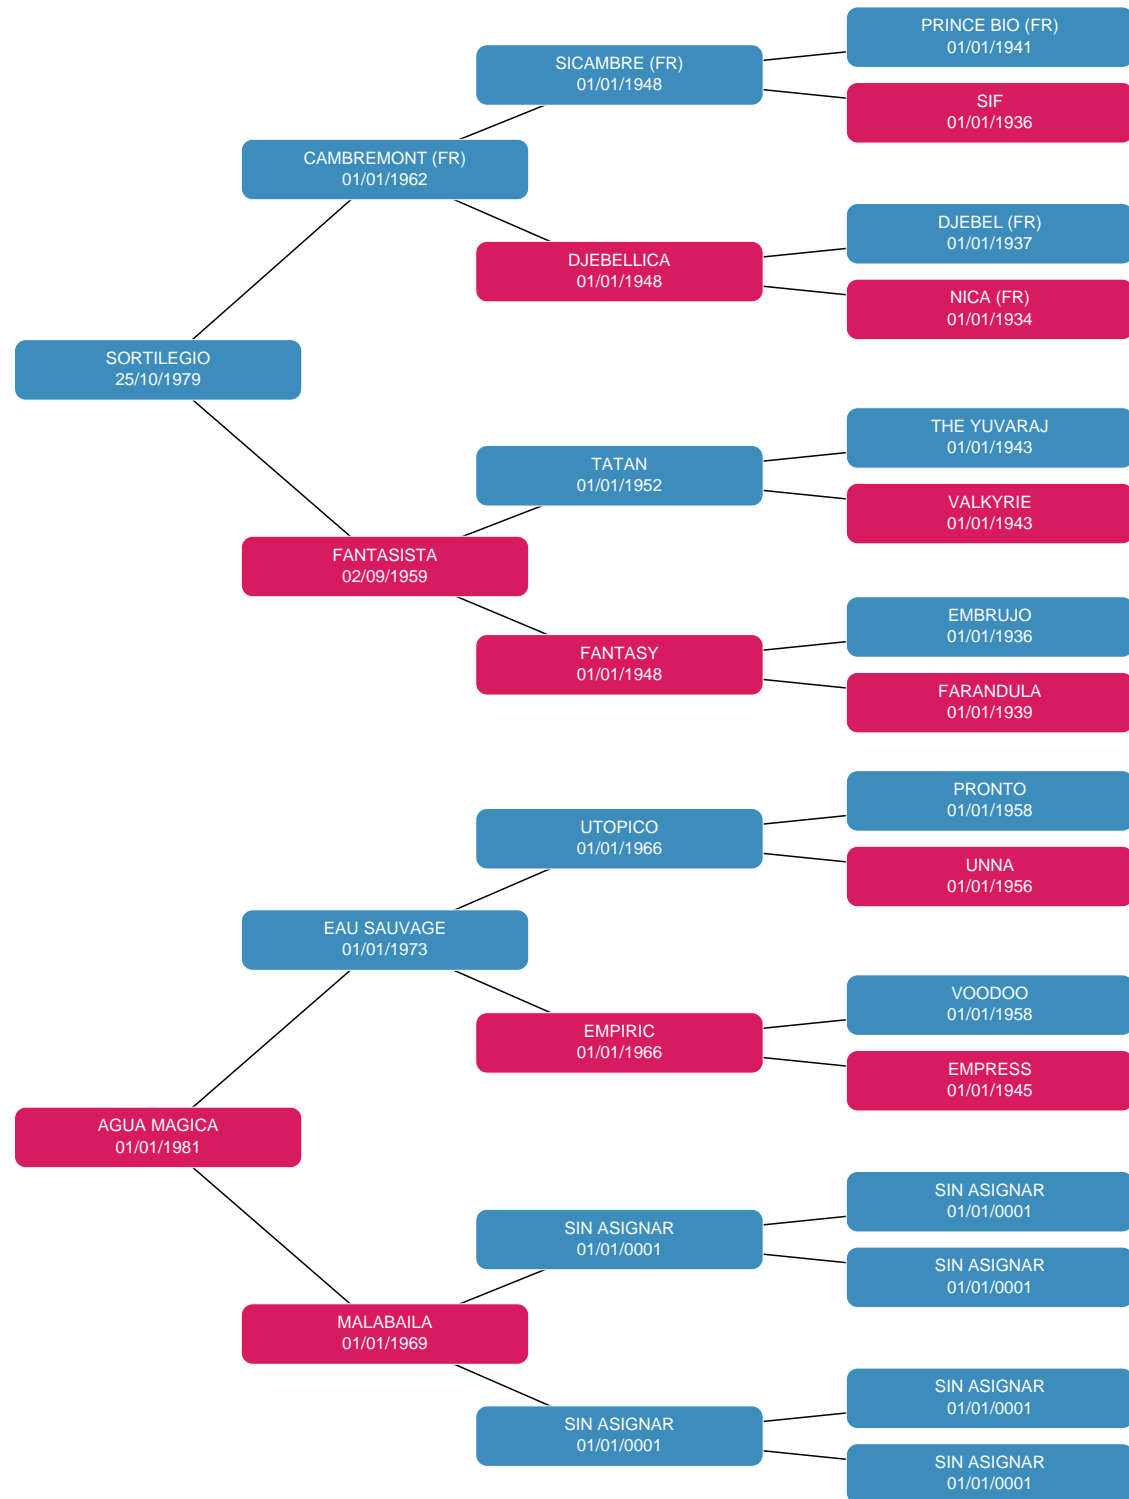 PRINCE BIO (FR)
01/01/1941
SICAMBRE (FR)
01/01/1948
SIF
01/01/1936
CAMBREMONT (FR)
01/01/1962
DJEBEL (FR)
01/01/1937
DJEBELLICA
01/01/1948
NICA (FR)
01/01/1934
SORTILEGIO
25/10/1979
THE YUVARAJ
01/01/1943
TATAN
01/01/1952
VALKYRIE
01/01/1943
FANTASISTA
02/09/1959
EMBRUJO
01/01/1936
FANTASY
01/01/1948
FARANDULA
01/01/1939
PRONTO
01/01/1958
UTOPICO
01/01/1966
UNNA
01/01/1956
EAU SAUVAGE
01/01/1973
VOODOO
01/01/1958
EMPIRIC
01/01/1966
EMPRESS
01/01/1945
AGUA MAGICA
01/01/1981
SIN ASIGNAR
01/01/0001
SIN ASIGNAR
01/01/0001
SIN ASIGNAR
01/01/0001
MALABAILA
01/01/1969
SIN ASIGNAR
01/01/0001
SIN ASIGNAR
01/01/0001
SIN ASIGNAR
01/01/0001